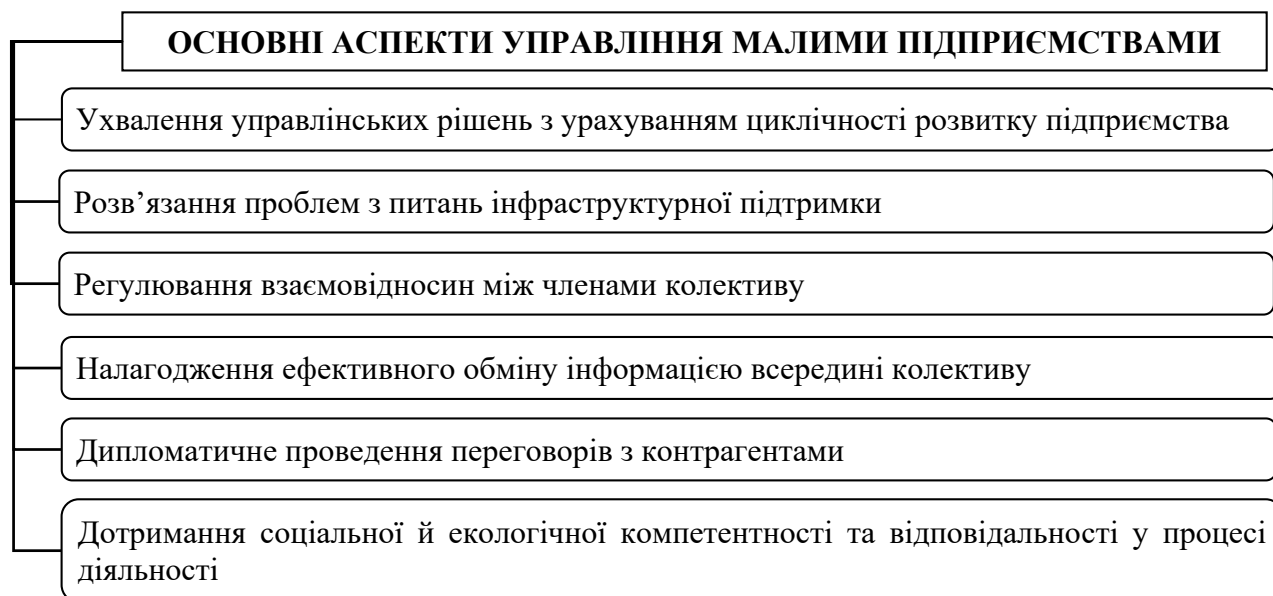 ОСНОВНІ АСПЕКТИ УПРАВЛІННЯ МАЛИМИ ПІДПРИЄМСТВАМИ
Ухвалення управлінських рішень з урахуванням циклічності розвитку підприємства
Розв’язання проблем з питань інфраструктурної підтримки
Регулювання взаємовідносин між членами колективу
Налагодження ефективного обміну інформацією всередині колективу
Дипломатичне проведення переговорів з контрагентами
Дотримання соціальної й екологічної компетентності та відповідальності у процесі
діяльності